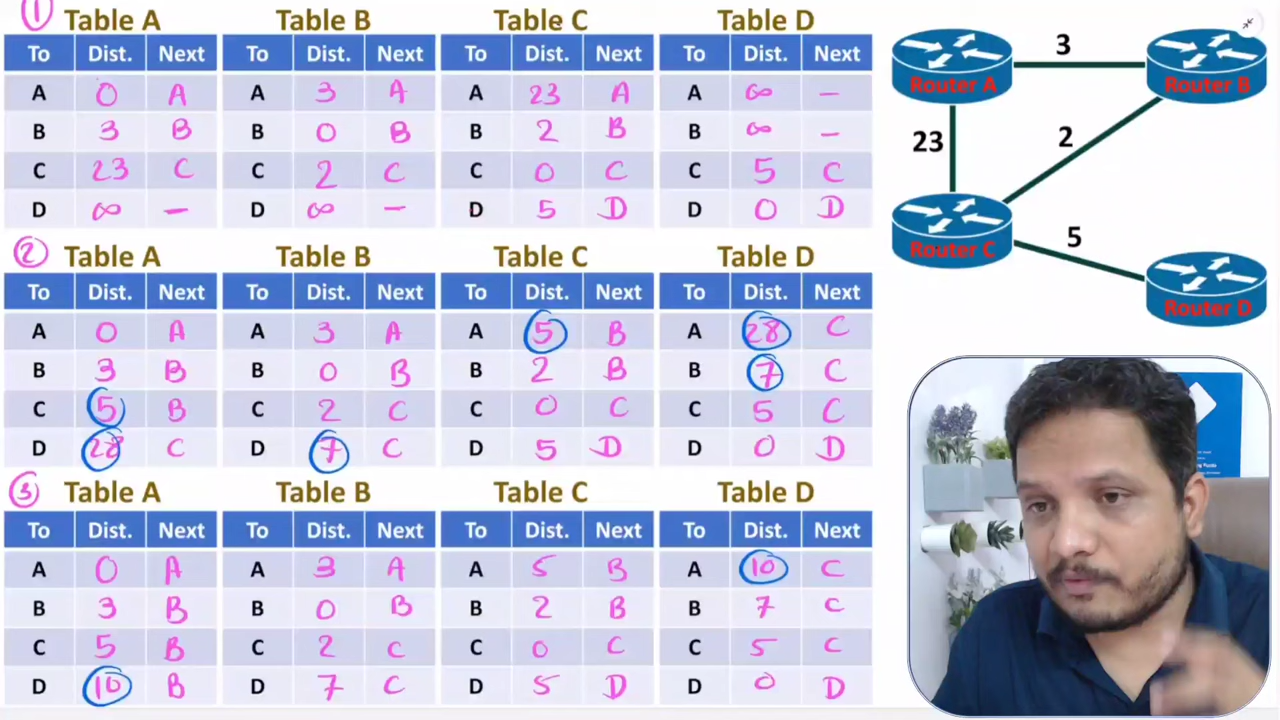 1
Table A Table B Table C Table D
To Dist. Next To Dist. Next To Dist. Next To Dist. Next
A 0 A A 3 A A 23 A A ∞ –
B 3 B B 0 B B 2 B B ∞ –
C 23 C C 2 C C 0 C C 5 C
D ∞ – D ∞ – D 5 D D 0 D
Router A 3 Router B
23 2
Router C 5 Router D
2
Table A Table B Table C Table D
To Dist. Next To Dist. Next To Dist. Next To Dist. Next
A 0 A A 3 A A 5 B A 28 C
B 3 B B 0 B B 2 B B 7 C
C 5 B C 2 C C 0 C C 5 C
D 28 C D 7 C D 5 D D 0 D
3
Table A Table B Table C Table D
To Dist. Next To Dist. Next To Dist. Next To Dist. Next
A 0 A A 3 A A 5 B A 10 C
B 3 B B 0 B B 2 B B 7 C
C 5 B C 2 C C 0 C C 5 C
D 10 B D 7 C D 5 D D 0 D